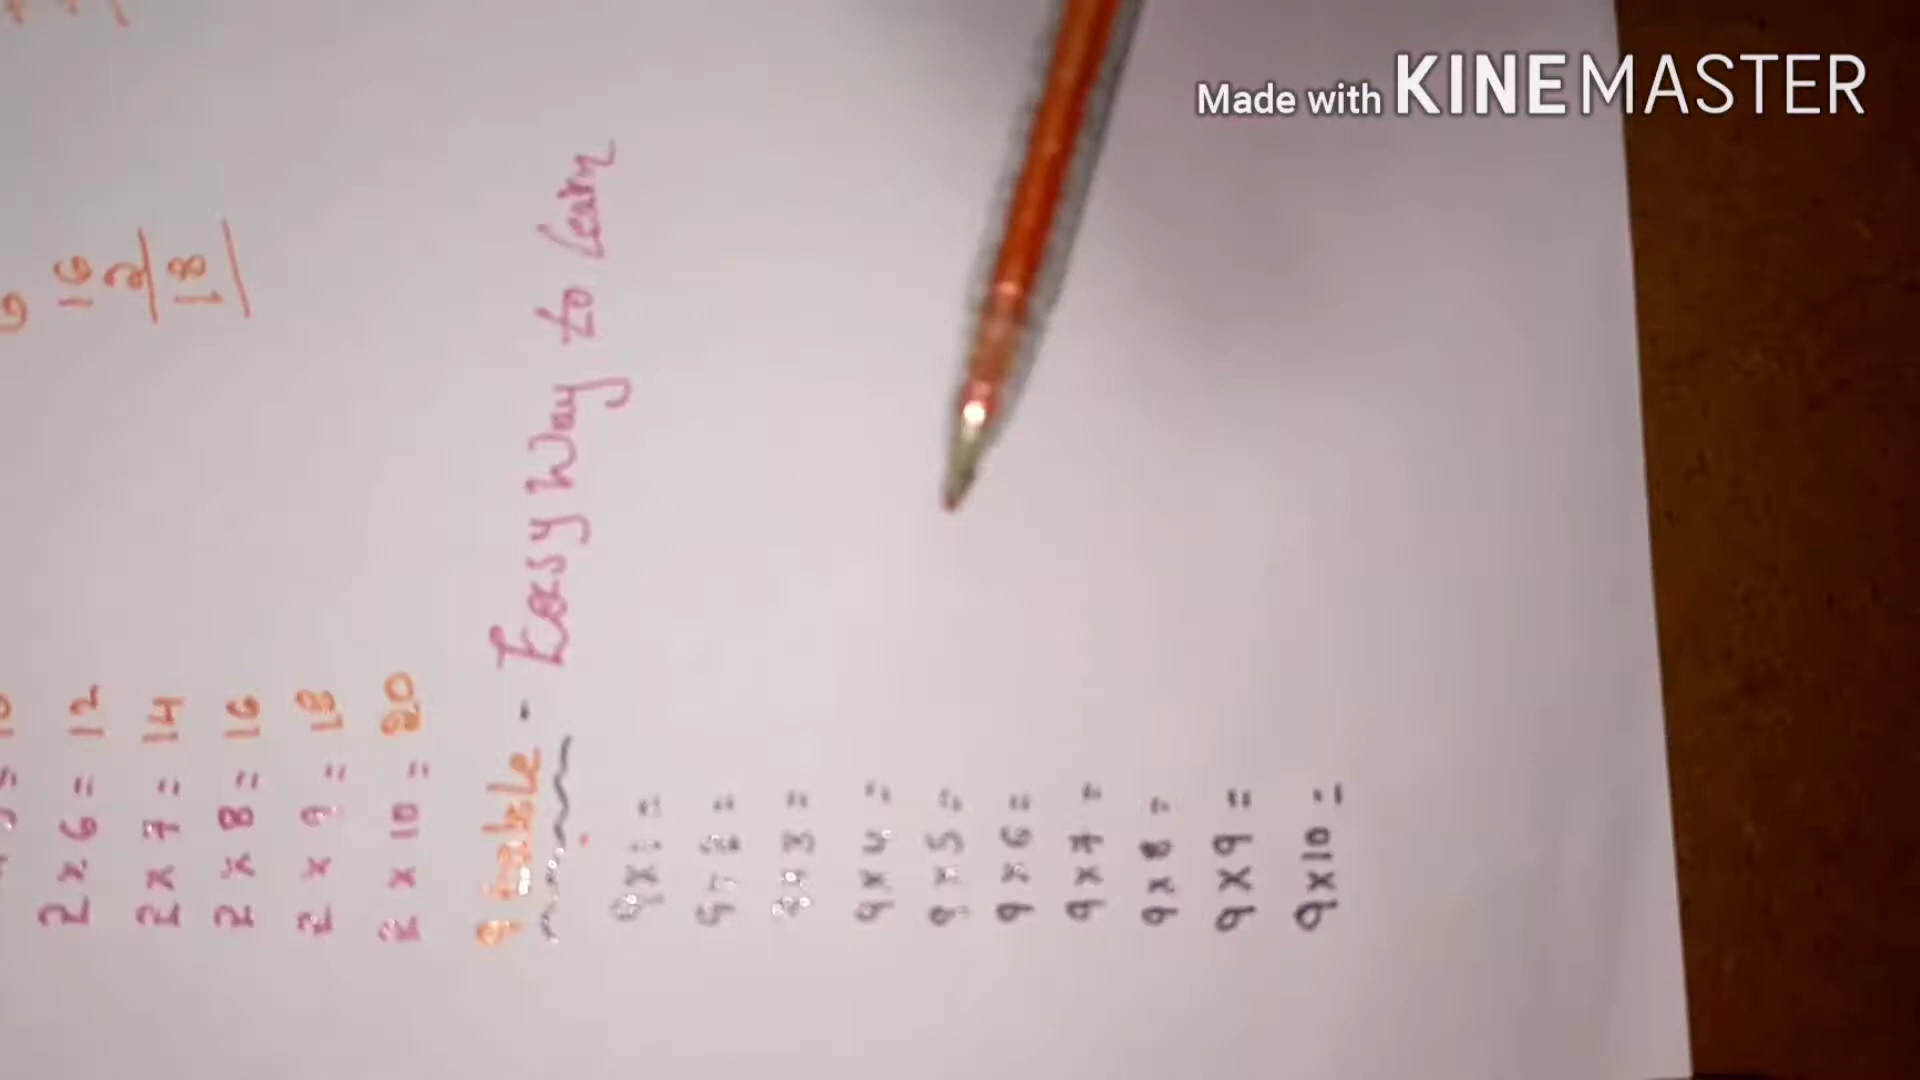 Made with KINEMASTER
16
2
18
2 x 6 = 12
2 x 7 = 14
2 x 8 = 16
2 x 9 = 18
2 x 10 = 20
9 table - Easy Way to learn
9 x 1 =
9 x 2 =
9 x 3 =
9 x 4 =
9 x 5 =
9 x 6 =
9 x 7 =
9 x 8 =
9 x 9 =
9 x 10 =